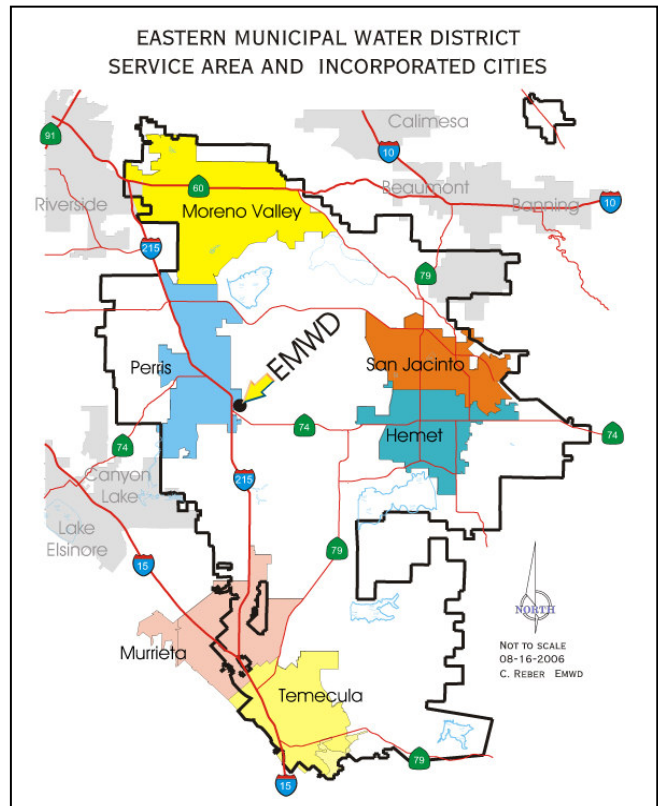 EASTERN MUNICIPAL WATER DISTRICT
SERVICE AREA AND INCORPORATED CITIES
Calimesa
91
10
60
Beaumont
10
Riverside
Banning
Moreno Valley
215
79
EMWD
Perris
San Jacinto
74
Hemet
74
74
Canyon
Lake
215
Lake
Elsinore
79
15
NORTH
NOT TO SCALE
08-16-2006
C. REBER EMWD
Murrieta
Temecula
79
15